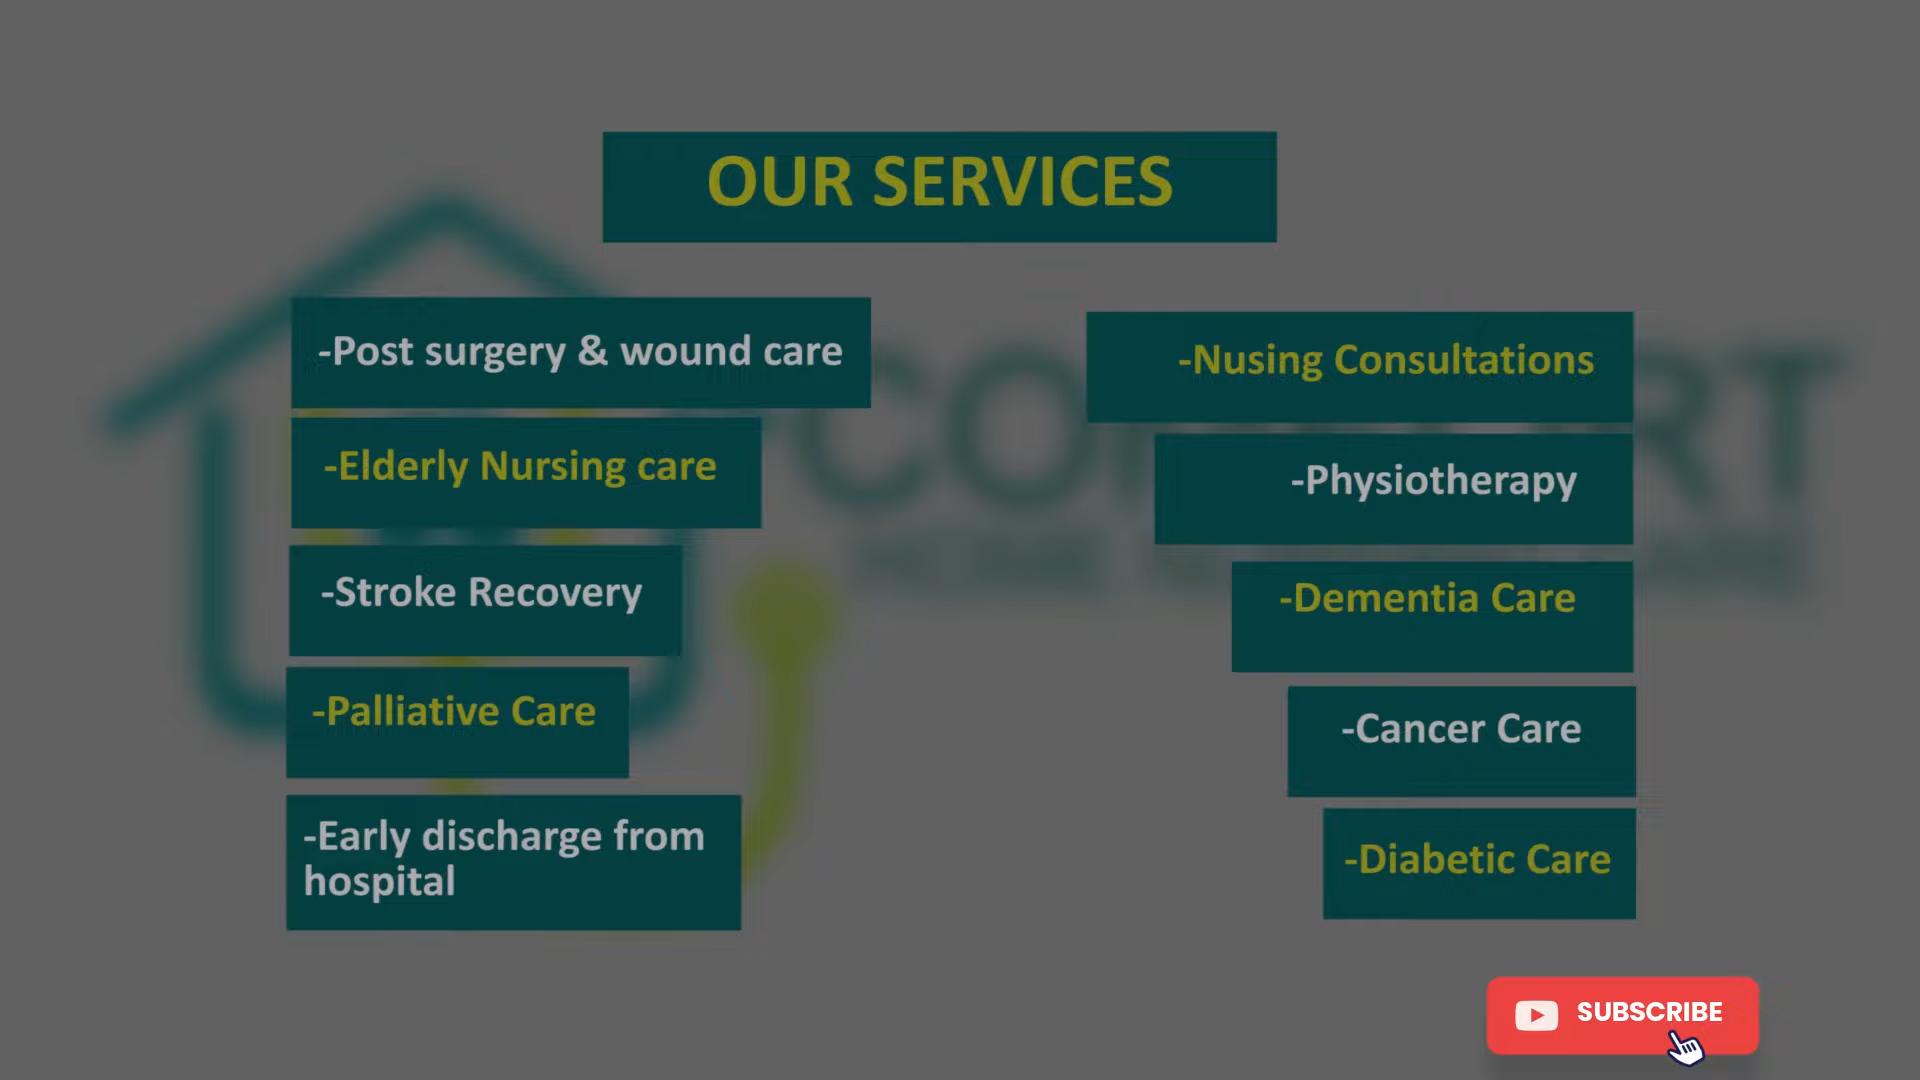 OUR SERVICES
-Post surgery & wound care
-Elderly Nursing care
-Stroke Recovery
-Palliative Care
-Early discharge from
hospital
-Nusing Consultations
-Physiotherapy
-Dementia Care
-Cancer Care
-Diabetic Care
SUBSCRIBE